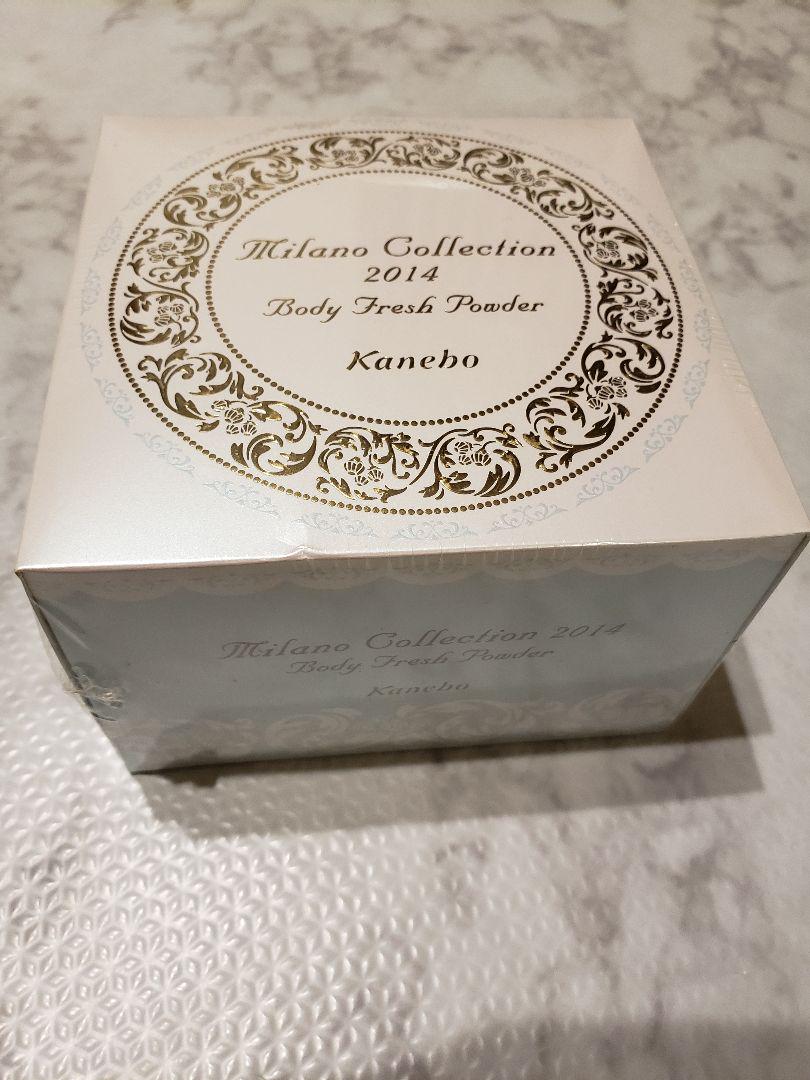 Milano Collection
2014
Body Fresh Powder
Kanebo
Milano Collection 2014
Body Fresh Powder
Kanebo